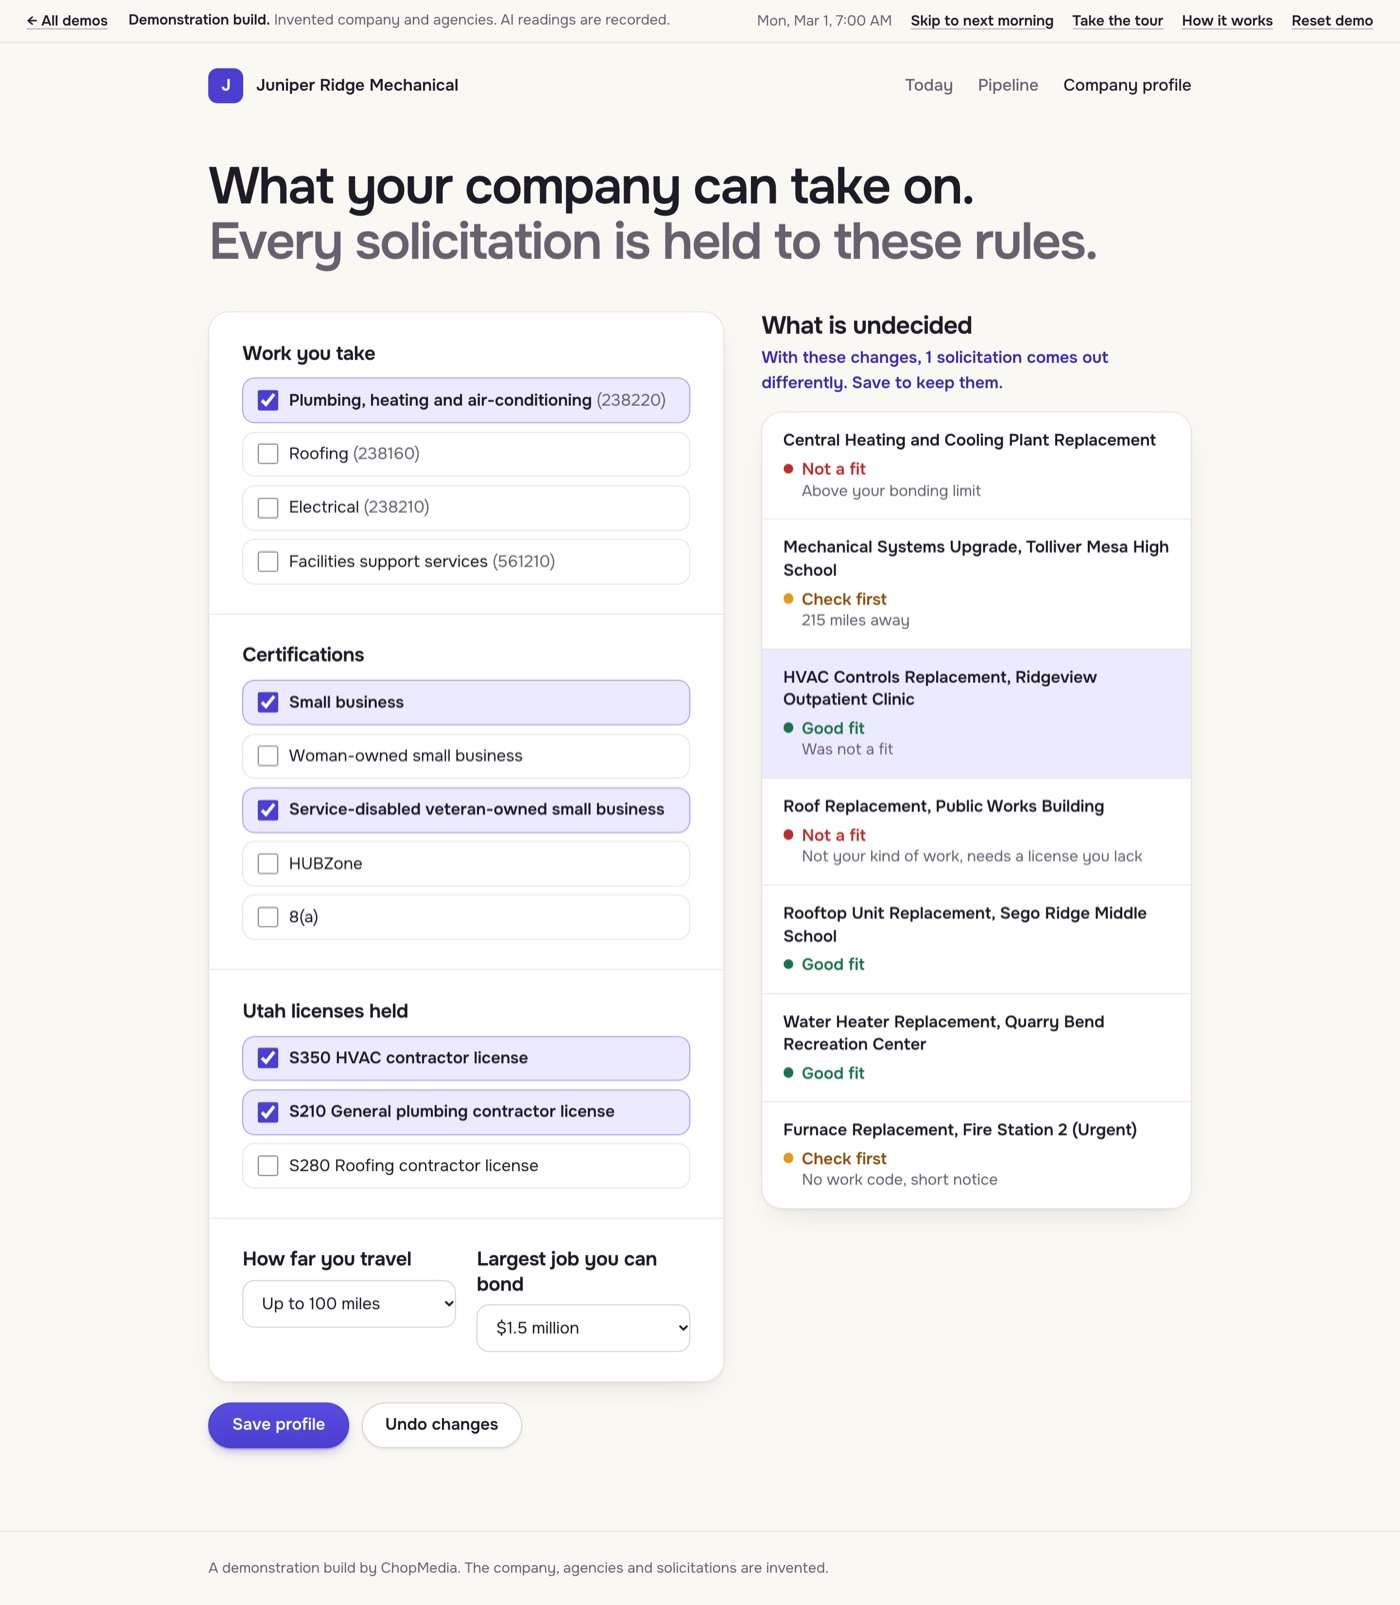 ← All demos
Demonstration build. Invented company and agencies. AI readings are recorded.
Mon, Mar 1, 7:00 AM
Skip to next morning
Take the tour
How it works
Reset demo
J
Juniper Ridge Mechanical
Today
Pipeline
Company profile
What your company can take on.
Every solicitation is held to these rules.
Work you take
Plumbing, heating and air-conditioning (238220)
Roofing (238160)
Electrical (238210)
Facilities support services (561210)
Certifications
Small business
Woman-owned small business
Service-disabled veteran-owned small business
HUBZone
8(a)
Utah licenses held
S350 HVAC contractor license
S210 General plumbing contractor license
S280 Roofing contractor license
How far you travel
Up to 100 miles
Largest job you can
bond
$1.5 million
Save profile
Undo changes
What is undecided
With these changes, 1 solicitation comes out
differently. Save to keep them.
Central Heating and Cooling Plant Replacement
Not a fit
Above your bonding limit
Mechanical Systems Upgrade, Tolliver Mesa High
School
Check first
215 miles away
HVAC Controls Replacement, Ridgeview
Outpatient Clinic
Good fit
Was not a fit
Roof Replacement, Public Works Building
Not a fit
Not your kind of work, needs a license you lack
Rooftop Unit Replacement, Sego Ridge Middle
School
Good fit
Water Heater Replacement, Quarry Bend
Recreation Center
Good fit
Furnace Replacement, Fire Station 2 (Urgent)
Check first
No work code, short notice
A demonstration build by ChopMedia. The company, agencies and solicitations are invented.